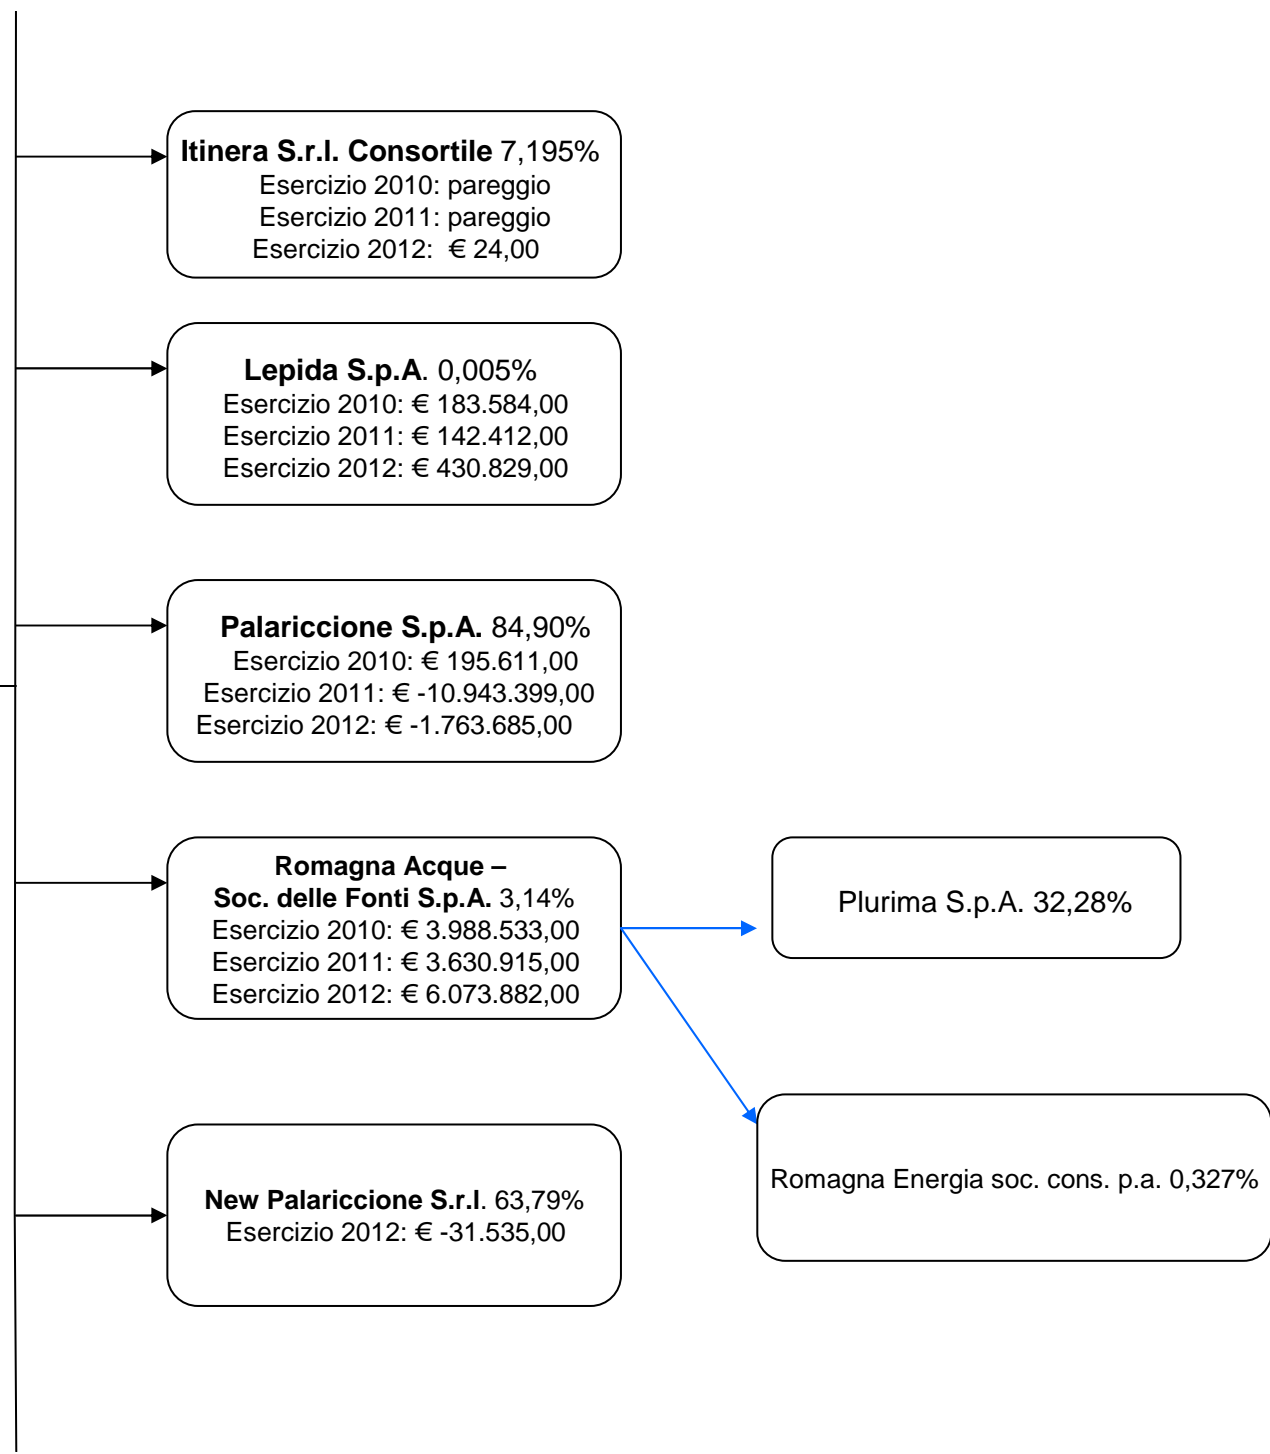 Itinera S.r.l. Consortile 7,195%
Esercizio 2010: pareggio
Esercizio 2011: pareggio
Esercizio 2012: € 24,00
Lepida S.p.A. 0,005%
Esercizio 2010: € 183.584,00
Esercizio 2011: € 142.412,00
Esercizio 2012: € 430.829,00
Palariccione S.p.A. 84,90%
Esercizio 2010: € 195.611,00
Esercizio 2011: € -10.943.399,00
Esercizio 2012: € -1.763.685,00
Romagna Acque –
Soc. delle Fonti S.p.A. 3,14%
Esercizio 2010: € 3.988.533,00
Esercizio 2011: € 3.630.915,00
Esercizio 2012: € 6.073.882,00
Plurima S.p.A. 32,28%
Romagna Energia soc. cons. p.a. 0,327%
New Palariccione S.r.l. 63,79%
Esercizio 2012: € -31.535,00